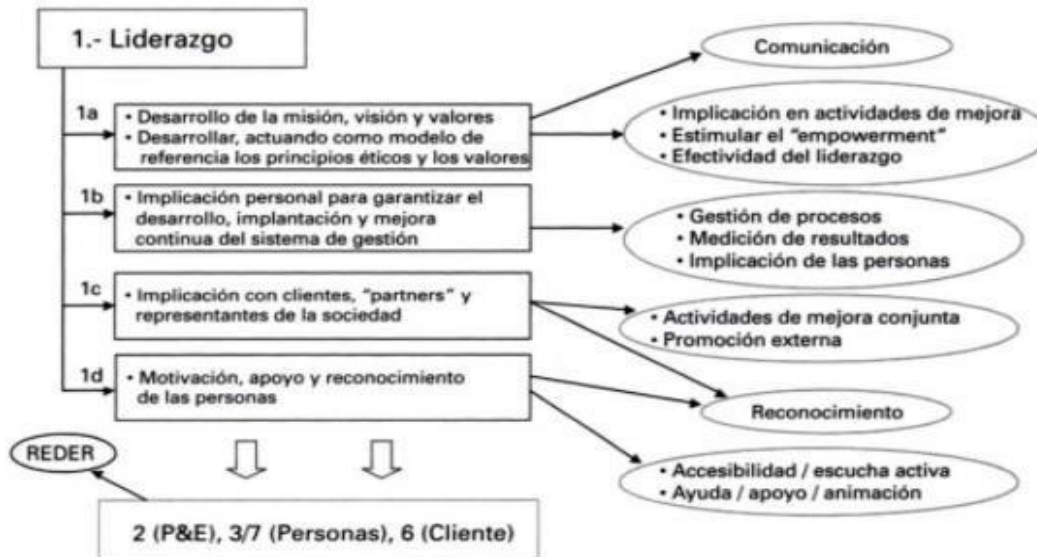 1.- Liderazgo
1a
• Desarrollo de la misión, visión y valores
• Desarrollar, actuando como modelo de
referencia los principios éticos y los valores
1b
• Implicación personal para garantizar el
desarrollo, implantación y mejora
continua del sistema de gestión
1c
• Implicación con clientes, "partners" y
representantes de la sociedad
1d
• Motivación, apoyo y reconocimiento
de las personas
Comunicación
• Implicación en actividades de mejora
• Estimular el "empowerment"
• Efectividad del liderazgo
• Gestión de procesos
• Medición de resultados
• Implicación de las personas
• Actividades de mejora conjunta
• Promoción externa
Reconocimiento
• Accesibilidad / escucha activa
• Ayuda / apoyo / animación
REDER
2 (P&E), 3/7 (Personas), 6 (Cliente)